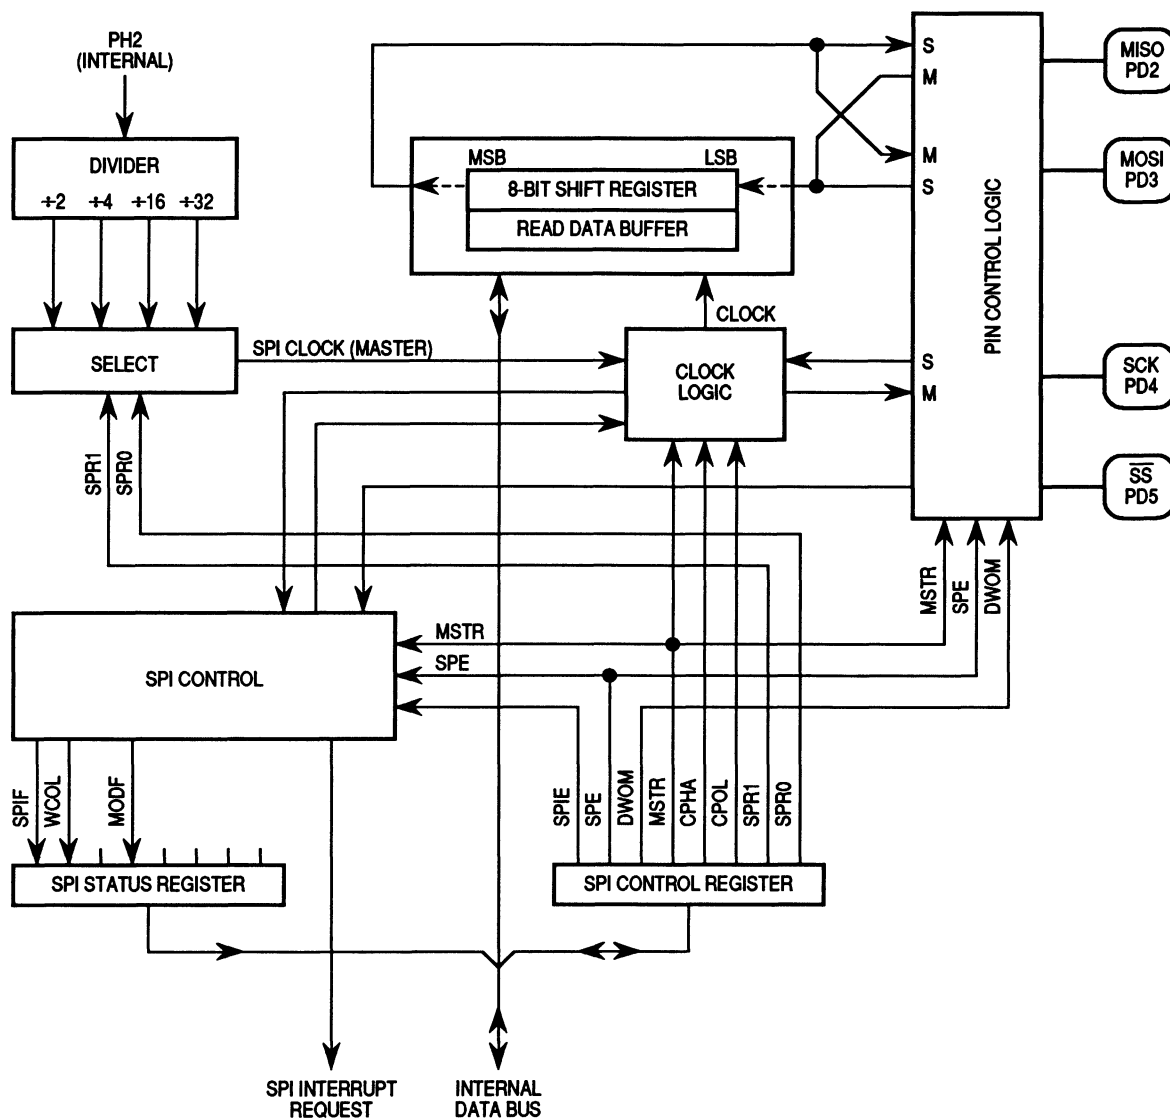 PH2
(INTERNAL)
DIVIDER
÷2 ÷4 ÷16 ÷32
SELECT
SPI CLOCK (MASTER)
SPR1
SPR0
MSB LSB
8-BIT SHIFT REGISTER
READ DATA BUFFER
CLOCK
CLOCK
LOGIC
S
M
M
S
S
M
PIN CONTROL LOGIC
MISO
PD2
MOSI
PD3
SCK
PD4
SS
PD5
MSTR
SPE
DWOM
SPI CONTROL
MSTR
SPE
SPIF
WCOL
MODF
SPI STATUS REGISTER
SPIE
SPE
DWOM
MSTR
CPHA
CPOL
SPR1
SPR0
SPI CONTROL REGISTER
SPI INTERRUPT
REQUEST
INTERNAL
DATA BUS